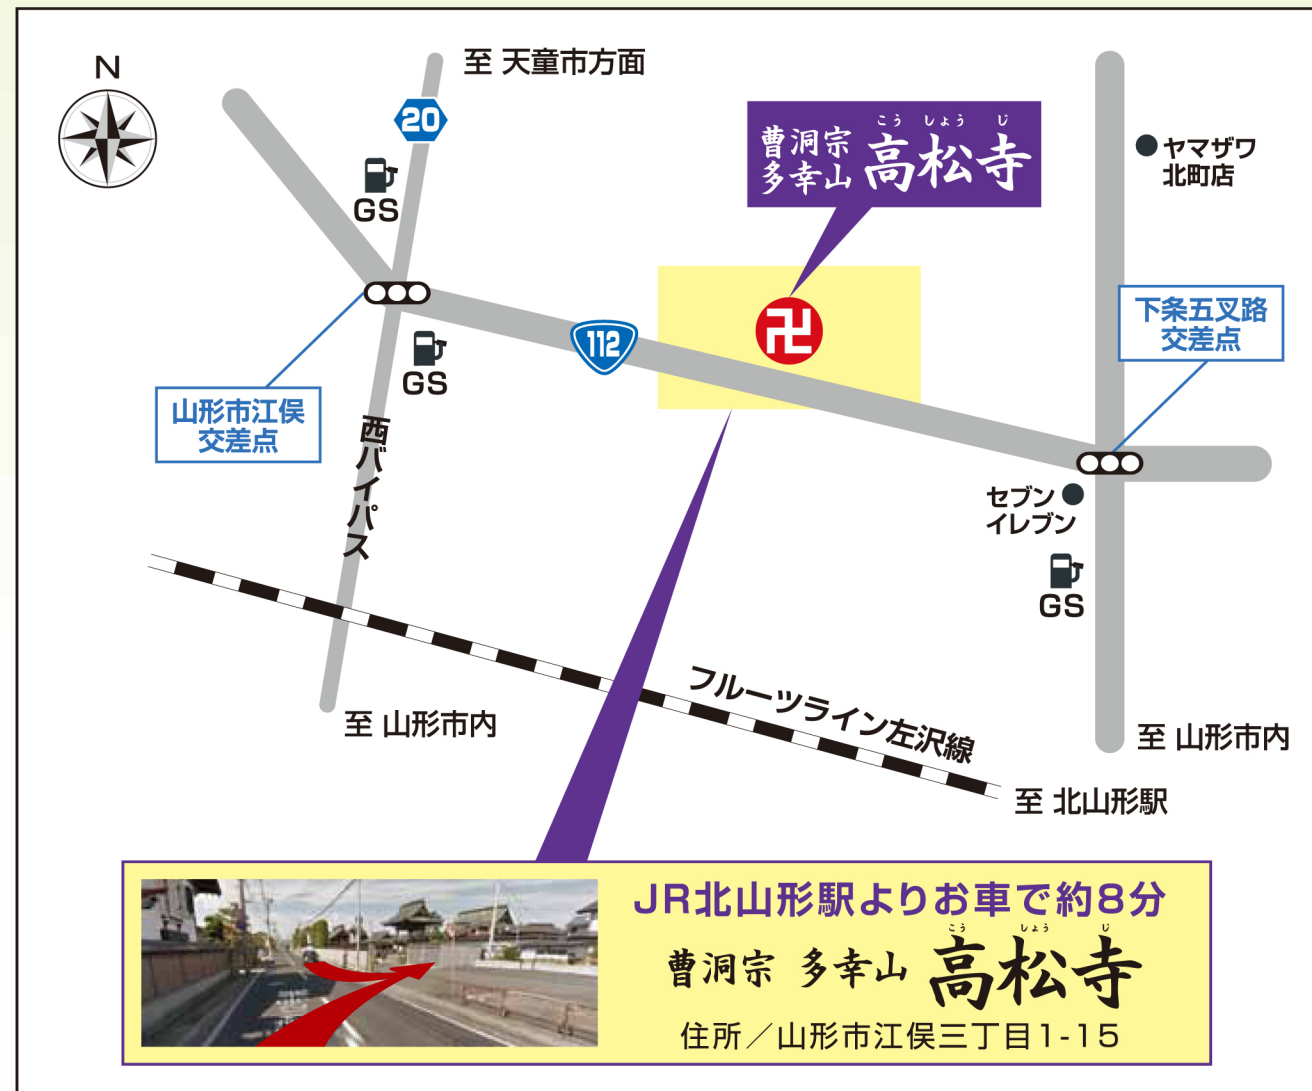 N
至 天童市方面
20
GS
こう しょう じ
曹洞宗
多幸山
高松寺
ヤマザワ
北町店
下条五叉路
交差点
112
GS
山形市江俣
交差点
西バイパス
セブン
イレブン
GS
フルーツライン左沢線
至 山形市内
至 山形市内
至 北山形駅
JR北山形駅よりお車で約8分
こう しょう じ
曹洞宗 多幸山 高松寺
住所／山形市江俣三丁目1-15